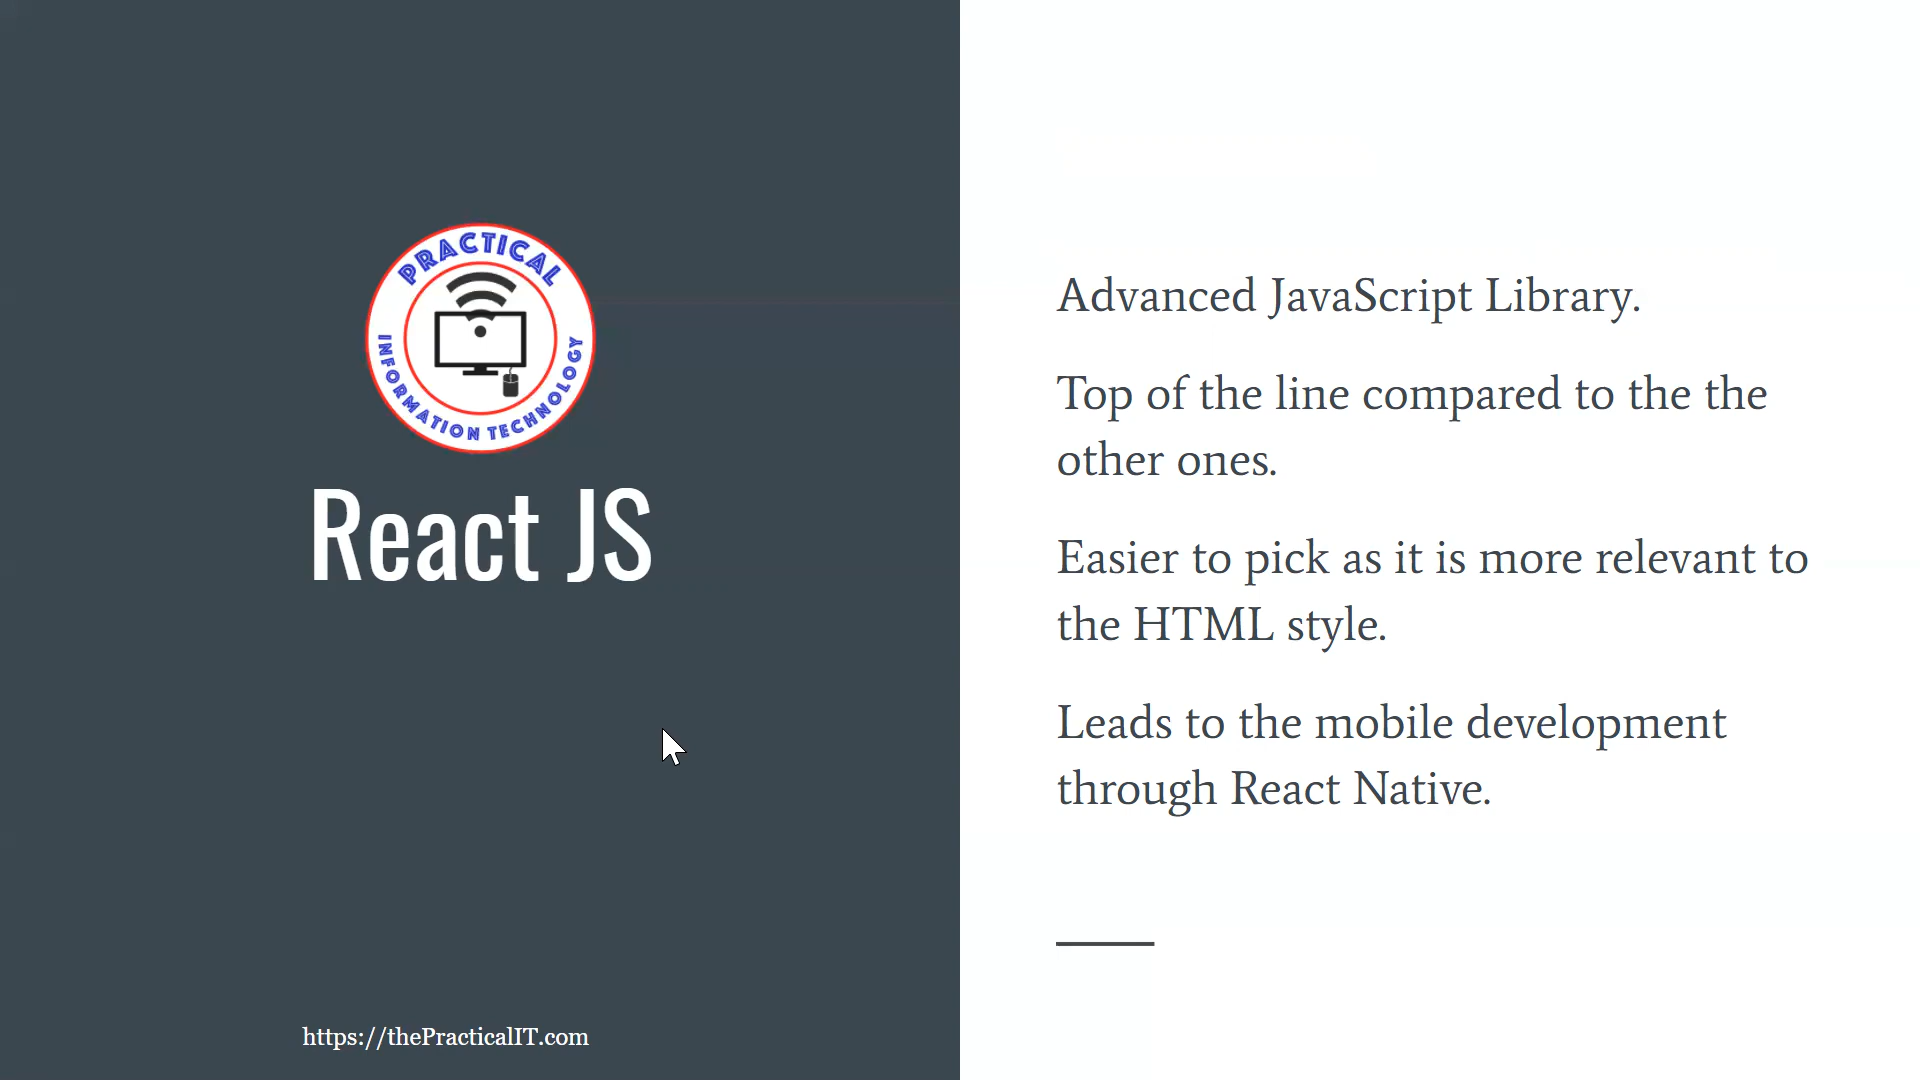 PRACTICAL
INFORMATION TECHNOLOGY
React JS
https://thePracticalIT.com
Advanced JavaScript Library.
Top of the line compared to the the
other ones.
Easier to pick as it is more relevant to
the HTML style.
Leads to the mobile development
through React Native.